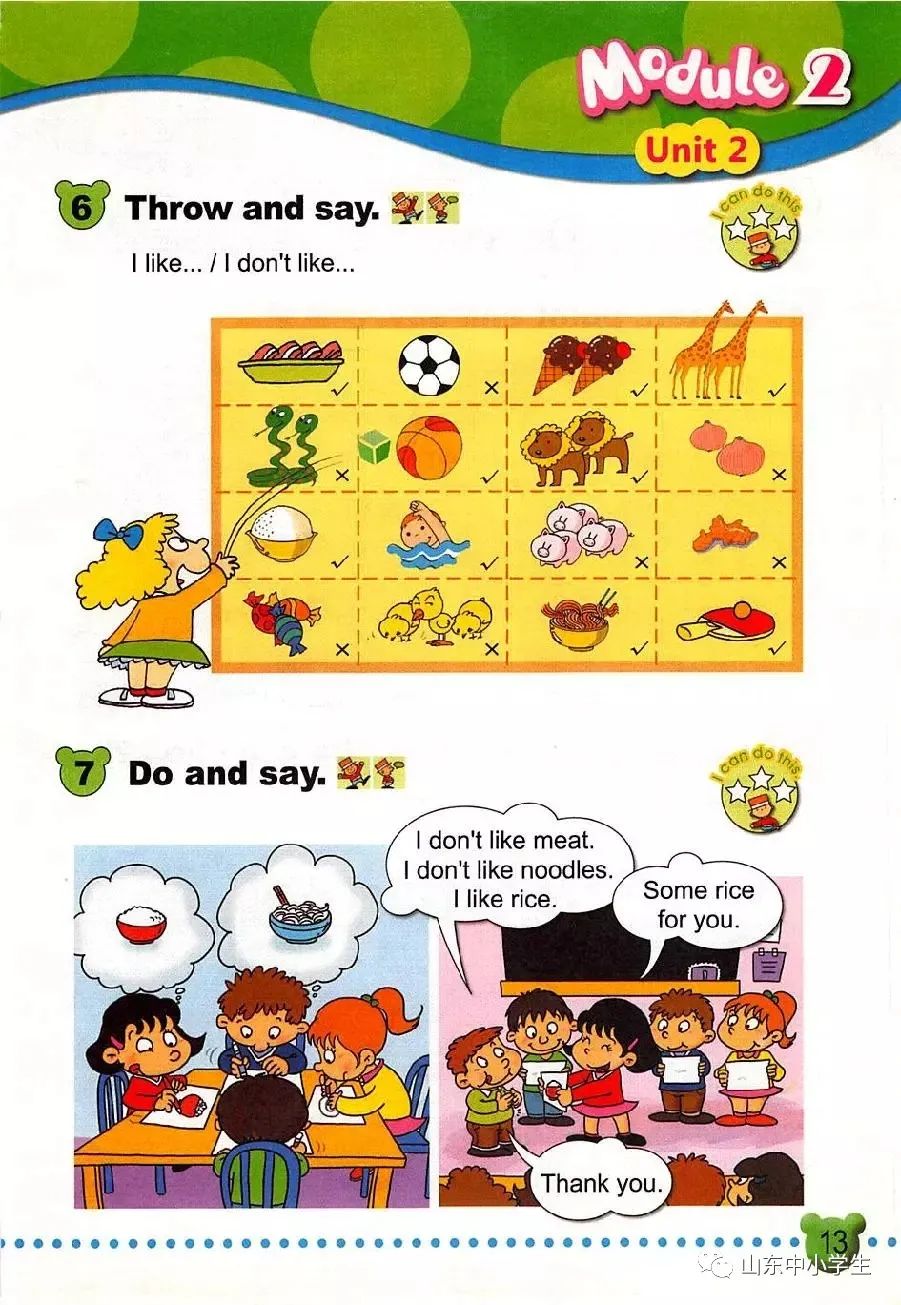 Module 2
Unit 2
6 Throw and say.
I can do this.
I like... / I don't like...
7 Do and say.
I can do this.
I don't like meat.
I don't like noodles.
I like rice.
Some rice
for you.
Thank you.
13
山东中小学生